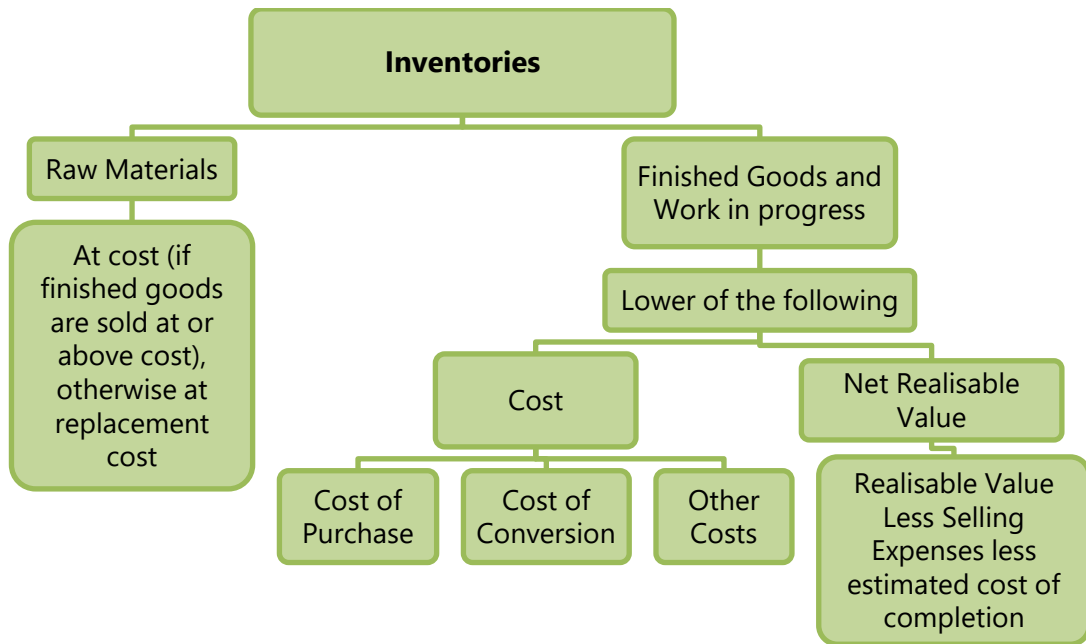 Inventories
Raw Materials
At cost (if
finished goods
are sold at or
above cost),
otherwise at
replacement
cost
Finished Goods and
Work in progress
Lower of the following
Cost
Cost of
Purchase
Cost of
Conversion
Other
Costs
Net Realisable
Value
Realisable Value
Less Selling
Expenses less
estimated cost of
completion